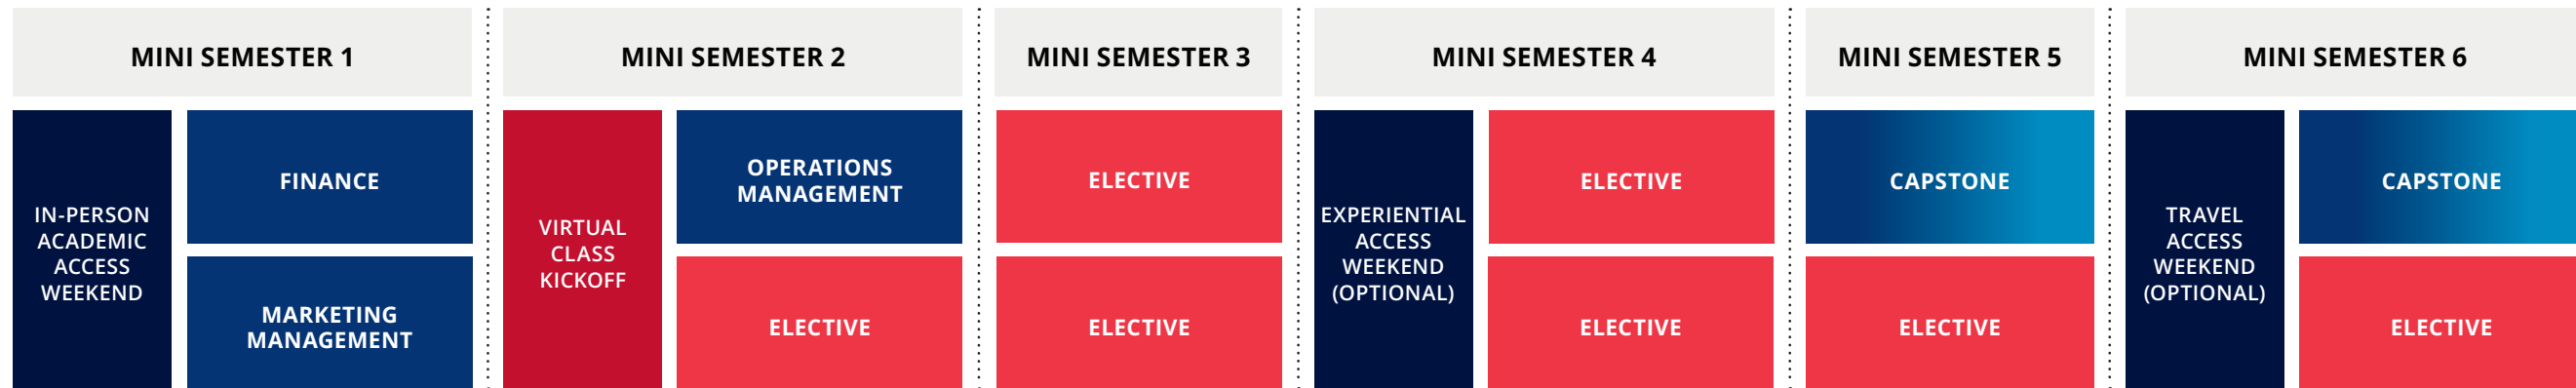 MINI SEMESTER 1
IN-PERSON
ACADEMIC
ACCESS
WEEKEND
FINANCE
MARKETING
MANAGEMENT
MINI SEMESTER 2
VIRTUAL
CLASS
KICKOFF
OPERATIONS
MANAGEMENT
ELECTIVE
MINI SEMESTER 3
ELECTIVE
ELECTIVE
MINI SEMESTER 4
EXPERIENTIAL
ACCESS
WEEKEND
(OPTIONAL)
ELECTIVE
ELECTIVE
MINI SEMESTER 5
CAPSTONE
ELECTIVE
MINI SEMESTER 6
TRAVEL
ACCESS
WEEKEND
(OPTIONAL)
CAPSTONE
ELECTIVE